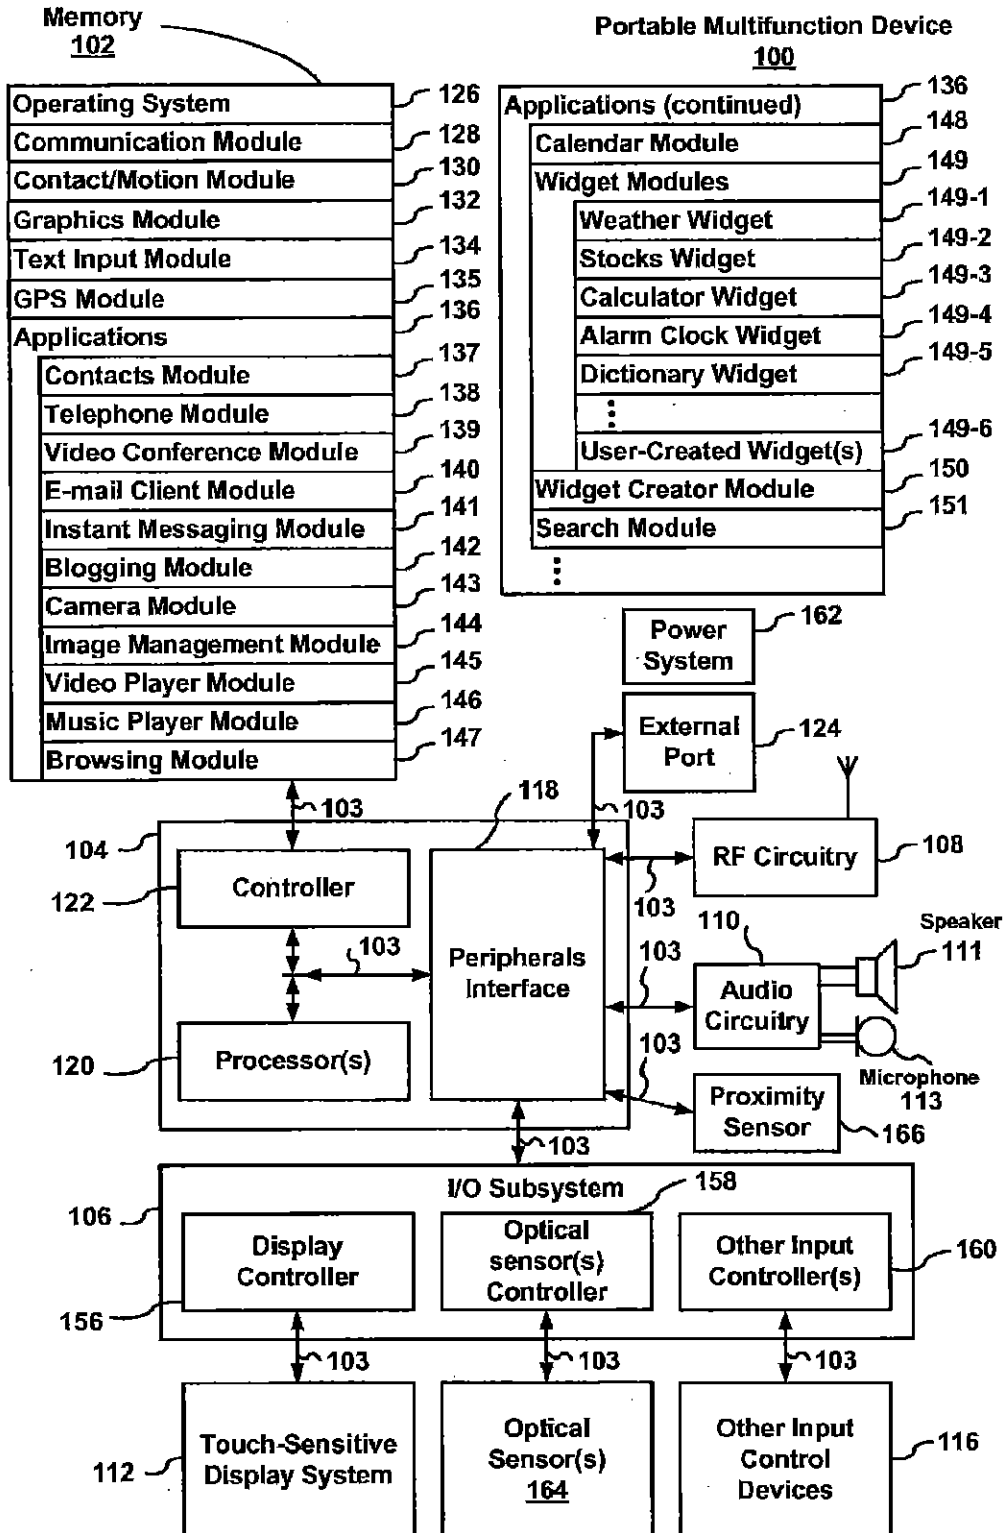 Memory
102
Portable Multifunction Device
100
Operating System 126
Communication Module 128
Contact/Motion Module 130
Graphics Module 132
Text Input Module 134
GPS Module 135
Applications 136
Contacts Module 137
Telephone Module 138
Video Conference Module 139
E-mail Client Module 140
Instant Messaging Module 141
Blogging Module 142
Camera Module 143
Image Management Module 144
Video Player Module 145
Music Player Module 146
Browsing Module 147
Applications (continued) 136
Calendar Module 148
Widget Modules 149
Weather Widget 149-1
Stocks Widget 149-2
Calculator Widget 149-3
Alarm Clock Widget 149-4
Dictionary Widget 149-5
User-Created Widget(s) 149-6
Widget Creator Module 150
Search Module 151
Power
System
162
External
Port
124
103
118
103
104
RF Circuitry
108
103
Controller
122
103
Peripherals
Interface
110
Speaker
111
103
Audio
Circuitry
Processor(s)
120
103
Microphone
113
Proximity
Sensor
166
103
I/O Subsystem
106
158
Display
Controller
156
Optical
sensor(s)
Controller
Other Input
Controller(s)
160
103
103
103
Touch-Sensitive
Display System
112
Optical
Sensor(s)
164
Other Input
Control
Devices
116